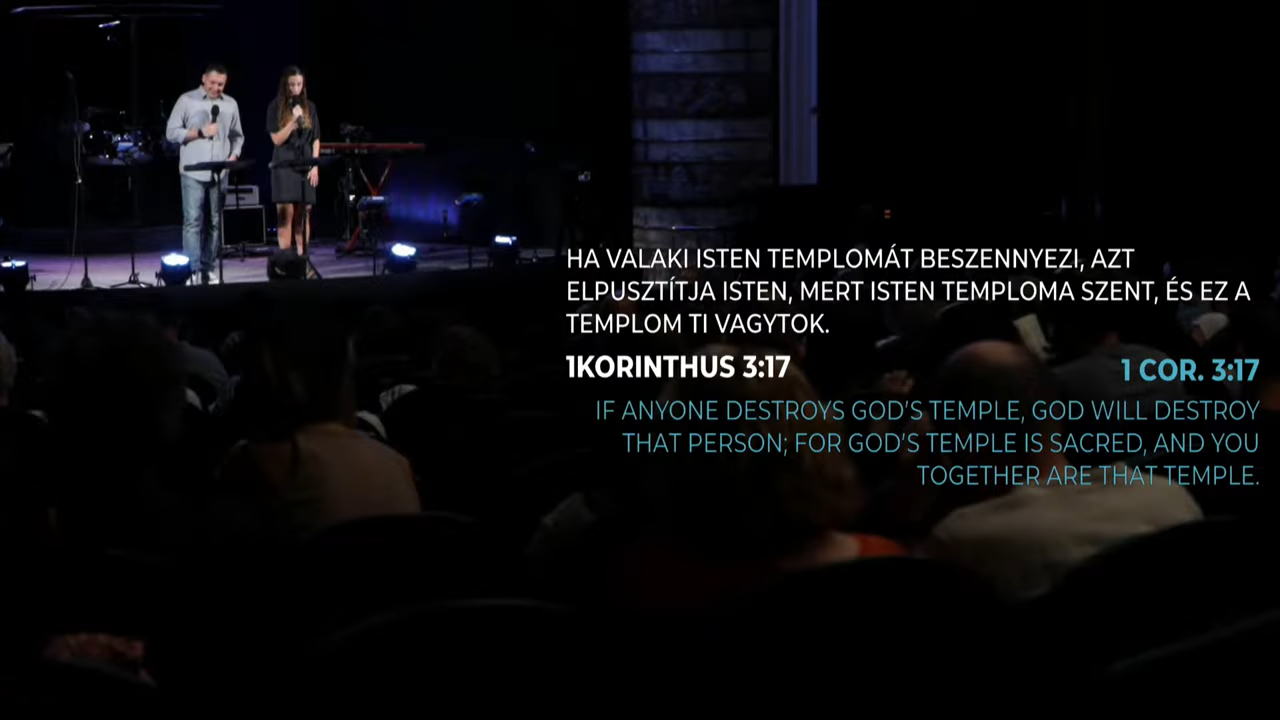 HA VALAKI ISTEN TEMPLOMÁT BESZENNYEZI, AZT
ELPUSZTÍTJA ISTEN, MERT ISTEN TEMPLOMA SZENT, ÉS EZ A
TEMPLOM TI VAGYTOK.
1KORINTHUS 3:17
1 COR. 3:17
IF ANYONE DESTROYS GOD'S TEMPLE, GOD WILL DESTROY
THAT PERSON; FOR GOD'S TEMPLE IS SACRED, AND YOU
TOGETHER ARE THAT TEMPLE.